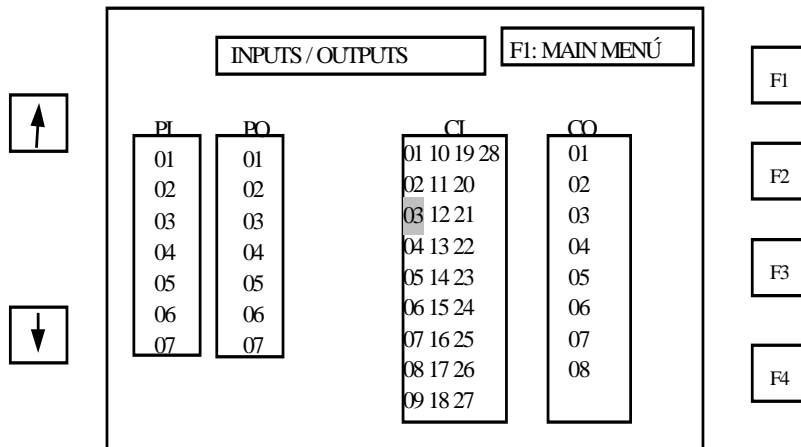 INPUTS / OUTPUTS
F1: MAIN MENÚ
F1
F2
F3
F4
PI
01
02
03
04
05
06
07
PO
01
02
03
04
05
06
07
CI
01 10 19 28
02 11 20
03 12 21
04 13 22
05 14 23
06 15 24
07 16 25
08 17 26
09 18 27
CO
01
02
03
04
05
06
07
08